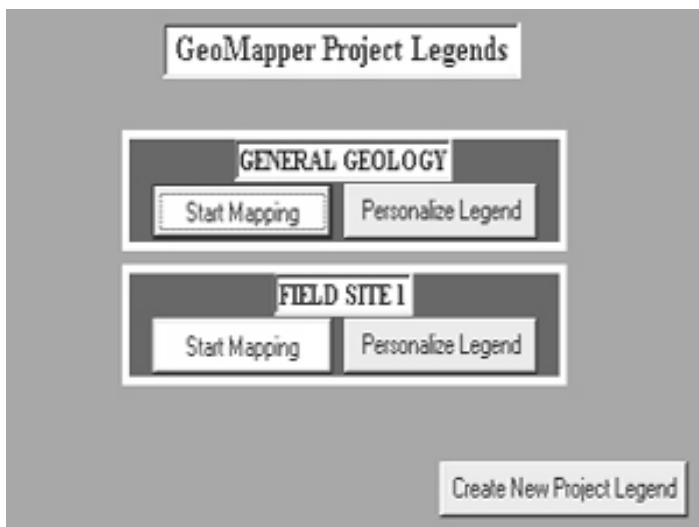 GeoMapper Project Legends
GENERAL GEOLOGY
Start Mapping Personalize Legend
FIELD SITE 1
Start Mapping Personalize Legend
Create New Project Legend